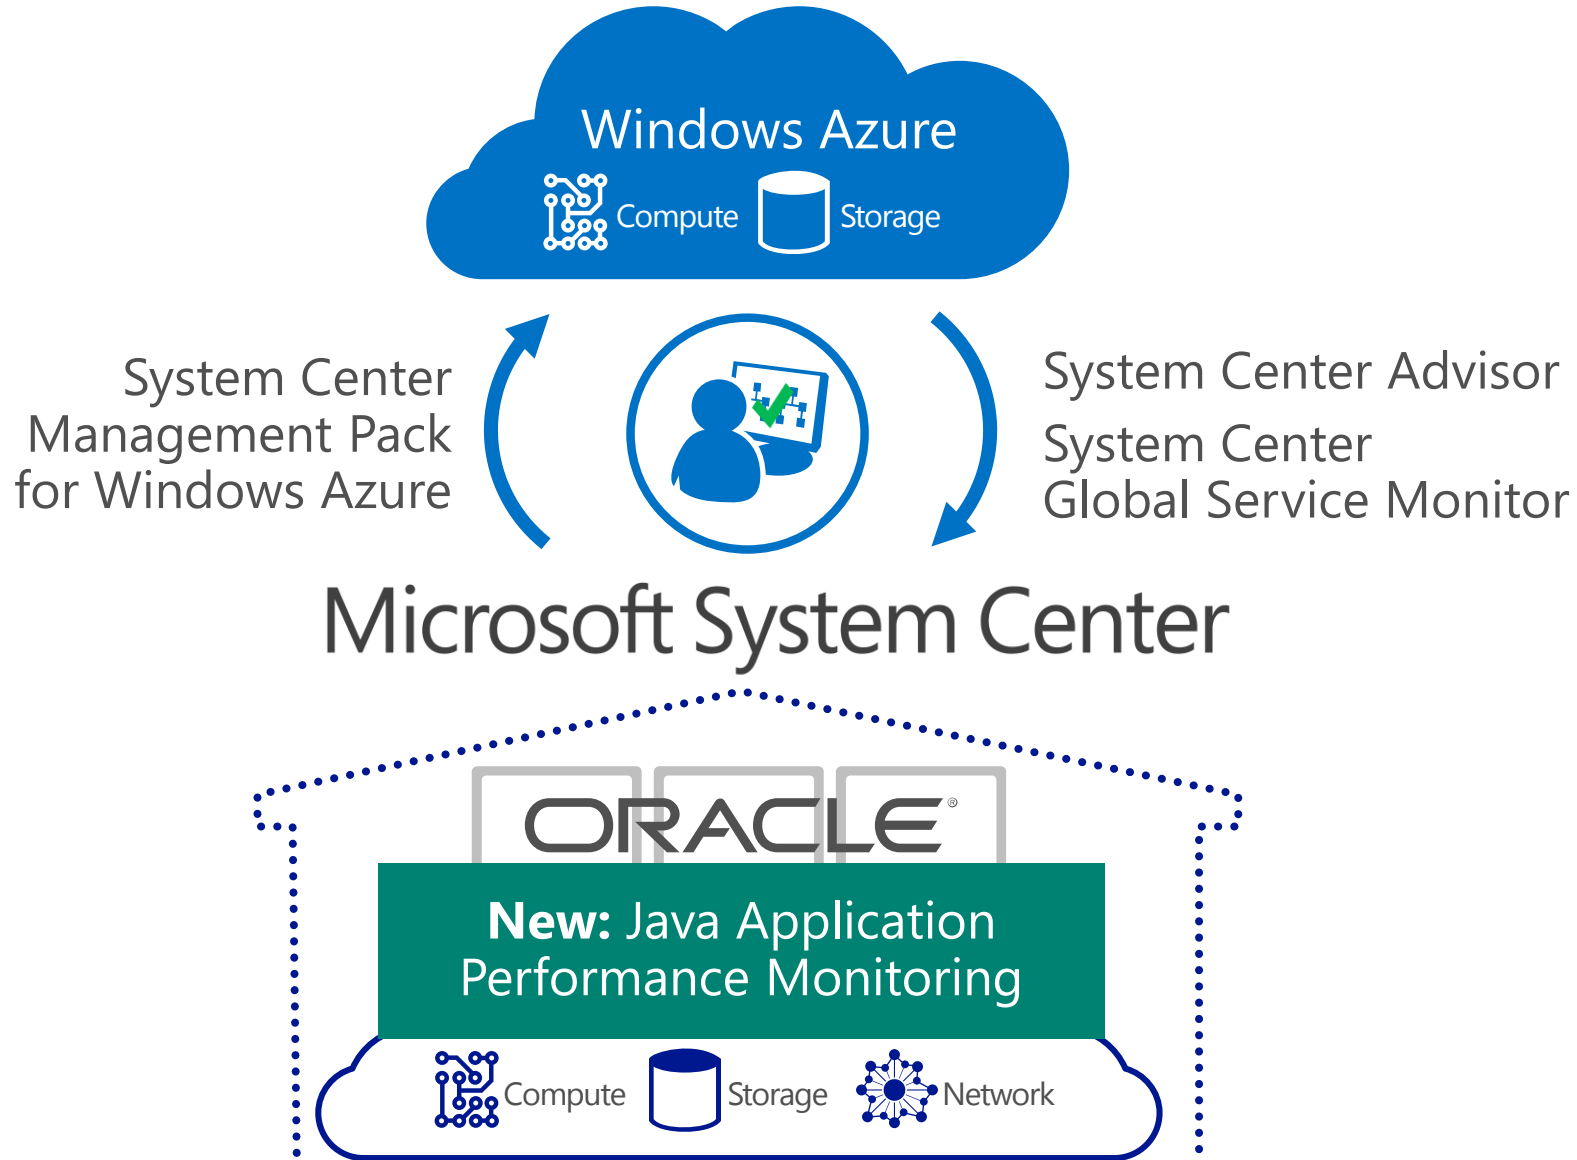 Windows Azure
Compute
Storage
System Center
Management Pack
for Windows Azure
System Center Advisor
System Center
Global Service Monitor
Microsoft System Center
ORACLE®
New: Java Application
Performance Monitoring
Compute
Storage
Network